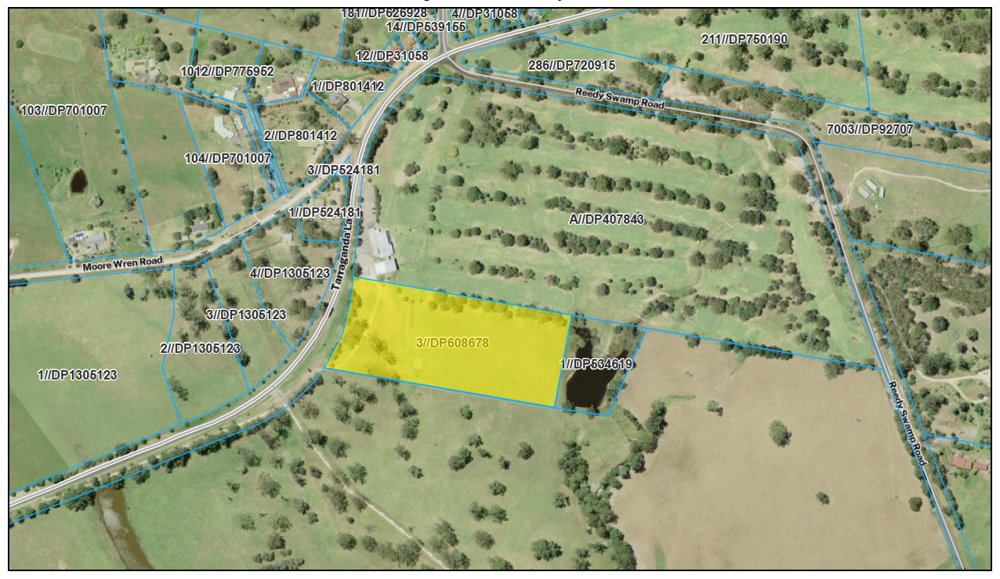 181//DP626928
4//DP31058
14//DP539155
211//DP750190
12//DP31058
286//DP720915
1012//DP775952
1//DP801412
Reedy Swamp Road
103//DP701007
7003//DP92707
2//DP801412
104//DP701007
3//DP524181
1//DP524181
A//DP407843
Moore Wren Road
Tarraganda La
4//DP1305123
3//DP1305123
3//DP608678
2//DP1305123
1//DP534619
1//DP1305123
Reedy Swamp Road